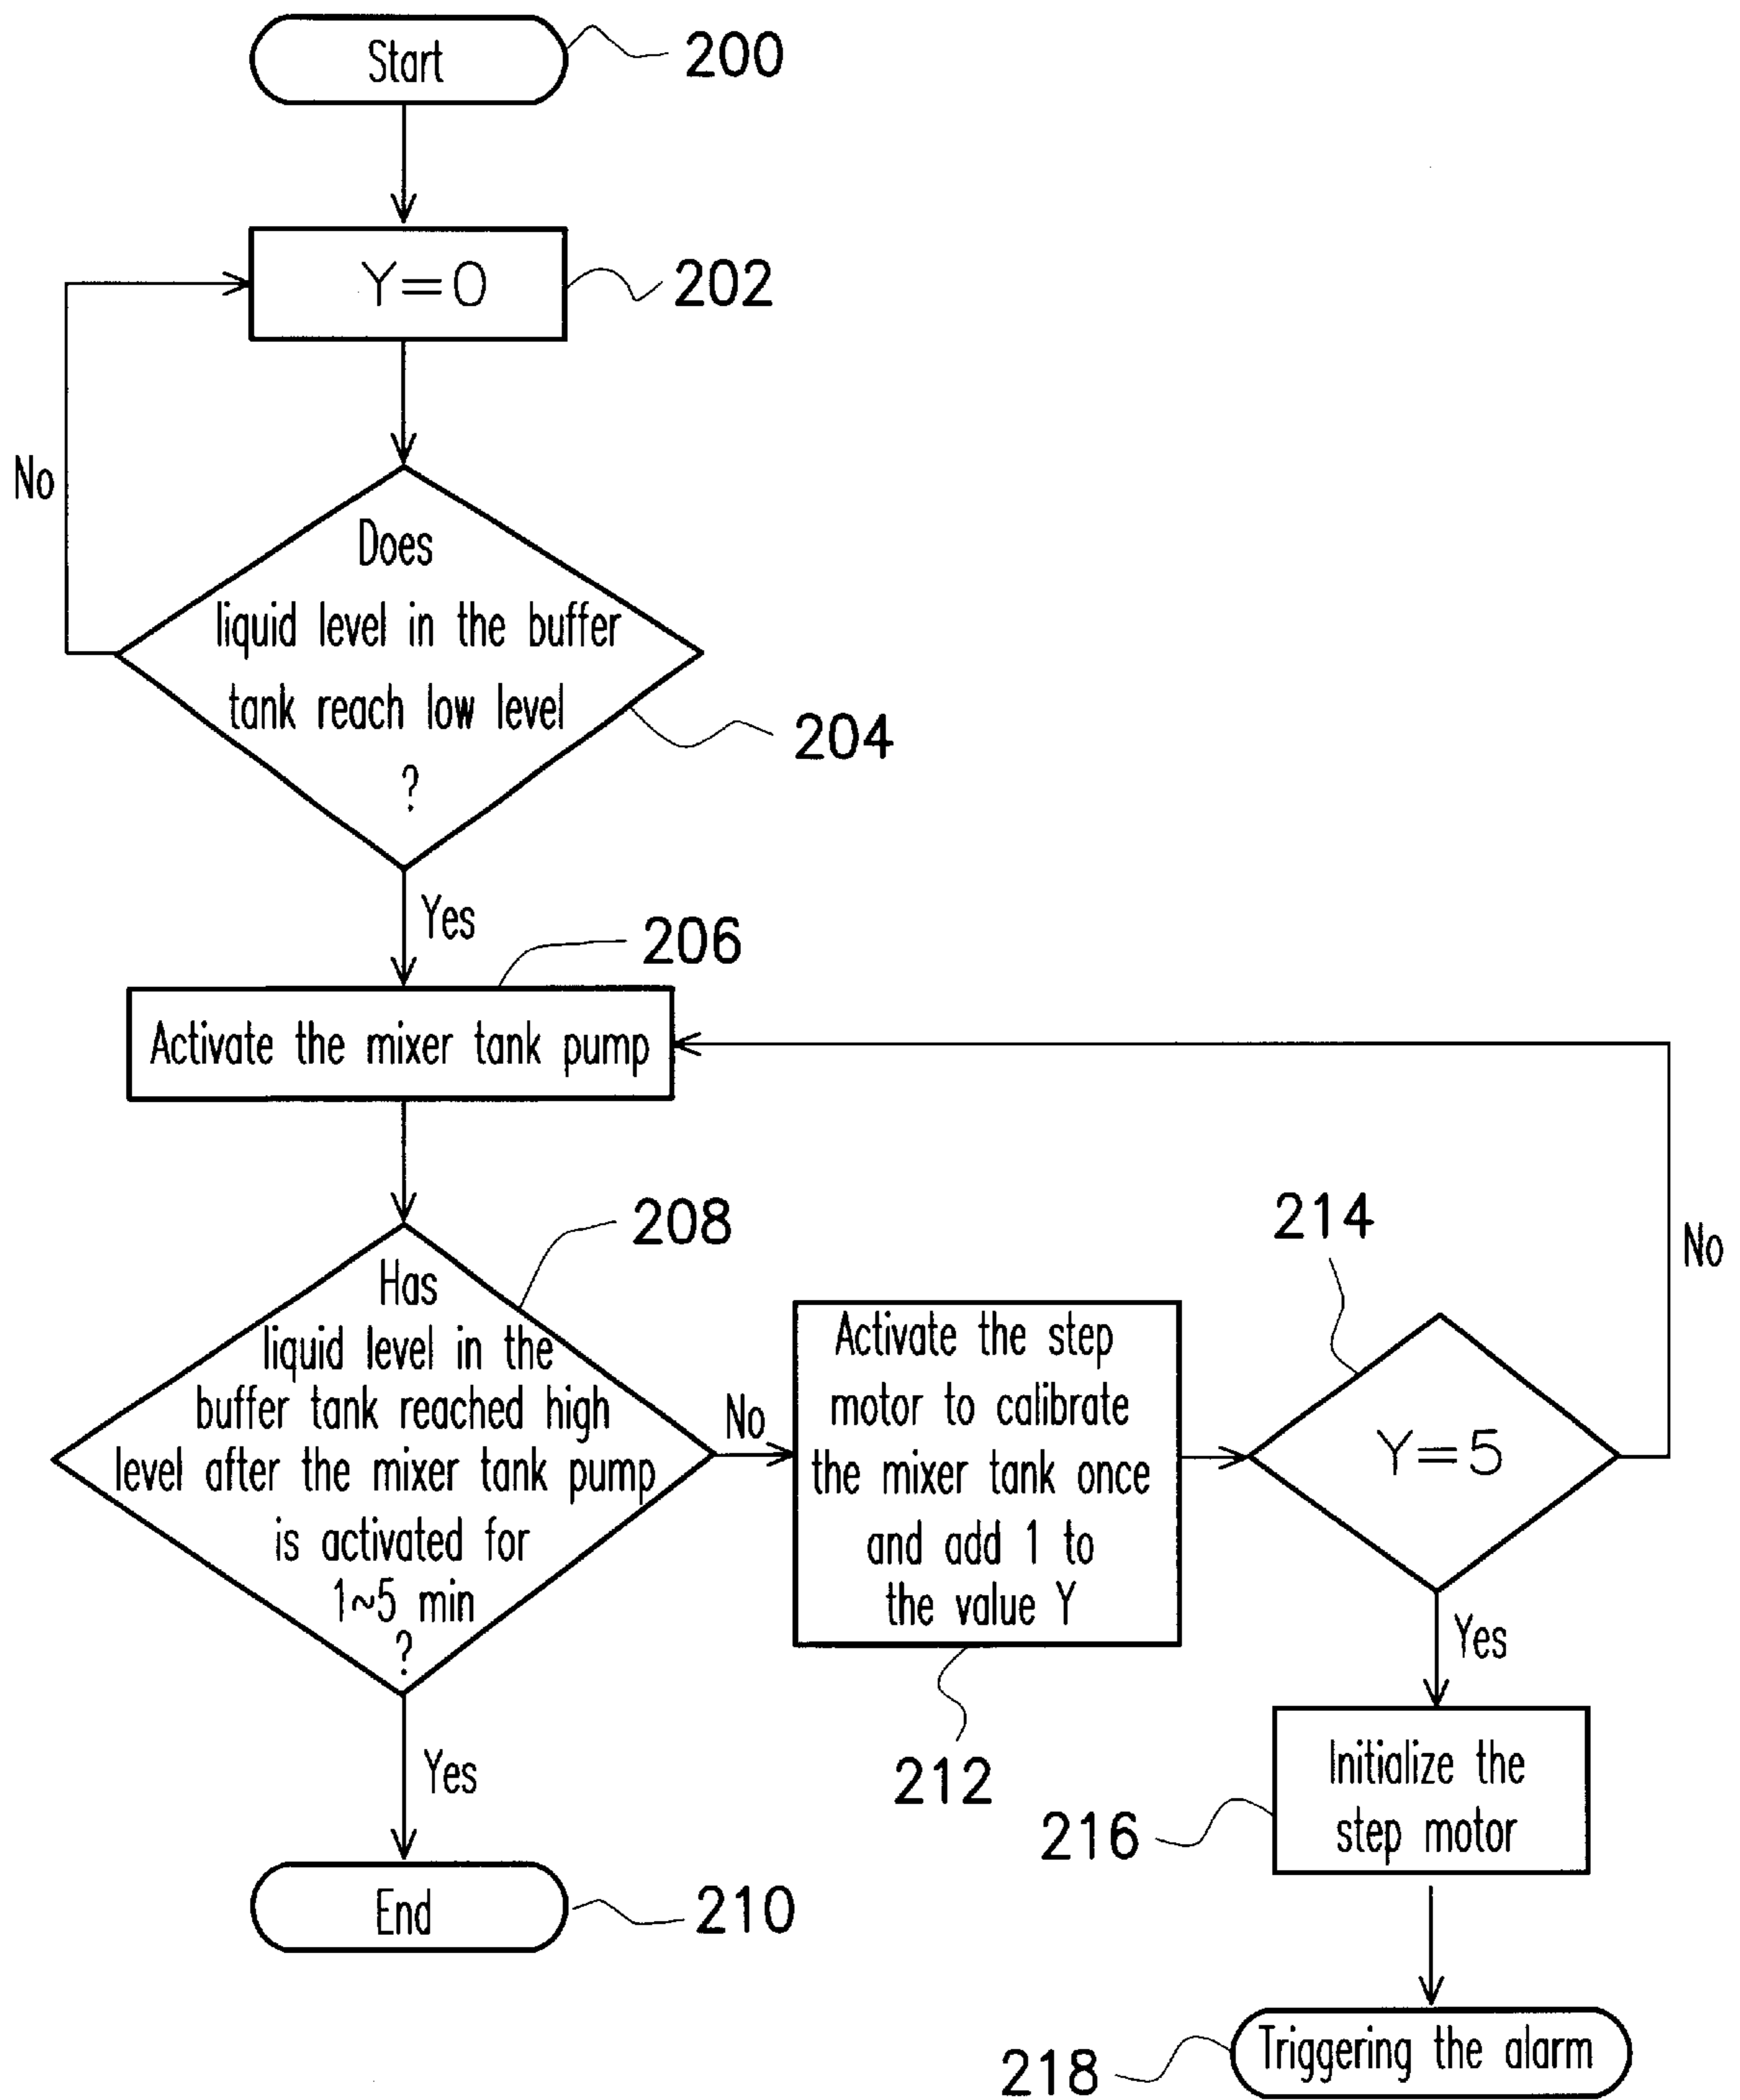 Start
200
Y=0
202
No
Does
liquid level in the buffer
tank reach low level
?
204
Yes
206
Activate the mixer tank pump
208
Has
liquid level in the
buffer tank reached high
level after the mixer tank pump
is activated for
1~5 min
?
No
Activate the step
motor to calibrate
the mixer tank once
and add 1 to
the value Y
212
214
Y=5
No
Yes
Yes
End
210
Initialize the
step motor
216
Triggering the alarm
218